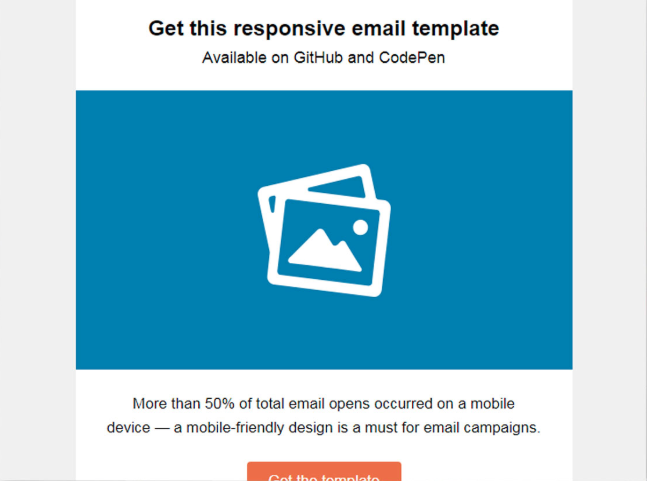 Get this responsive email template
Available on GitHub and CodePen
More than 50% of total email opens occurred on a mobile
device — a mobile-friendly design is a must for email campaigns.
Get the template